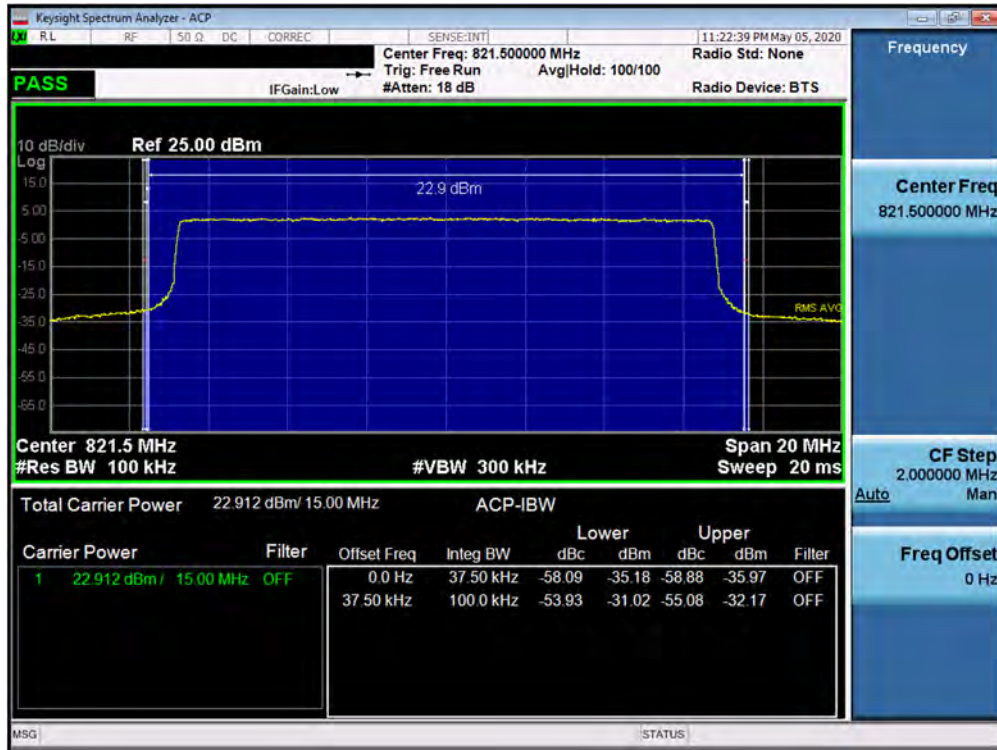 Keysight Spectrum Analyzer - ACP
LXI RL RF 50 Ω DC CORREC SENSE:INT 11:22:39 PM May 05, 2020
Center Freq: 821.500000 MHz Radio Std: None
Trig: Free Run Avg|Hold: 100/100
PASS IFGain:Low #Atten: 18 dB Radio Device: BTS
10 dB/div Ref 25.00 dBm
Log
15.0
22.9 dBm
5.00
-5.00
-15.0
-25.0
RMS AVG
-35.0
-45.0
-55.0
-65.0
Center 821.5 MHz Span 20 MHz
#Res BW 100 kHz #VBW 300 kHz Sweep 20 ms
Total Carrier Power 22.912 dBm/ 15.00 MHz ACP-IBW
Lower Upper
Carrier Power Filter Offset Freq Integ BW dBc dBm dBc dBm Filter
1 22.912 dBm / 15.00 MHz OFF 0.0 Hz 37.50 kHz -58.09 -35.18 -58.88 -35.97 OFF
37.50 kHz 100.0 kHz -53.93 -31.02 -55.08 -32.17 OFF
MSG STATUS
Frequency
Center Freq
821.500000 MHz
CF Step
2.000000 MHz
Auto Man
Freq Offset
0 Hz